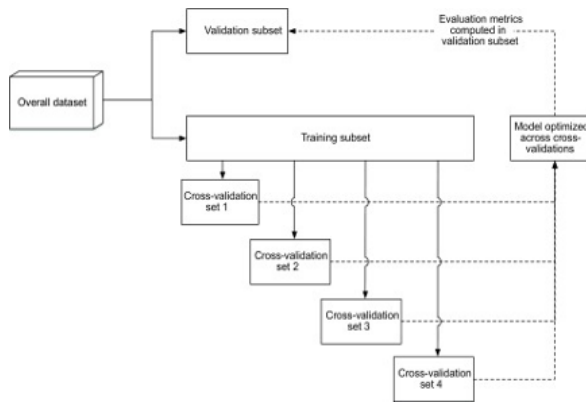 Evaluation metrics
computed in
validation subset
Validation subset
Overall dataset
Training subset
Model optimized
across cross-
validations
Cross-validation
set 1
Cross-validation
set 2
Cross-validation
set 3
Cross-validation
set 4